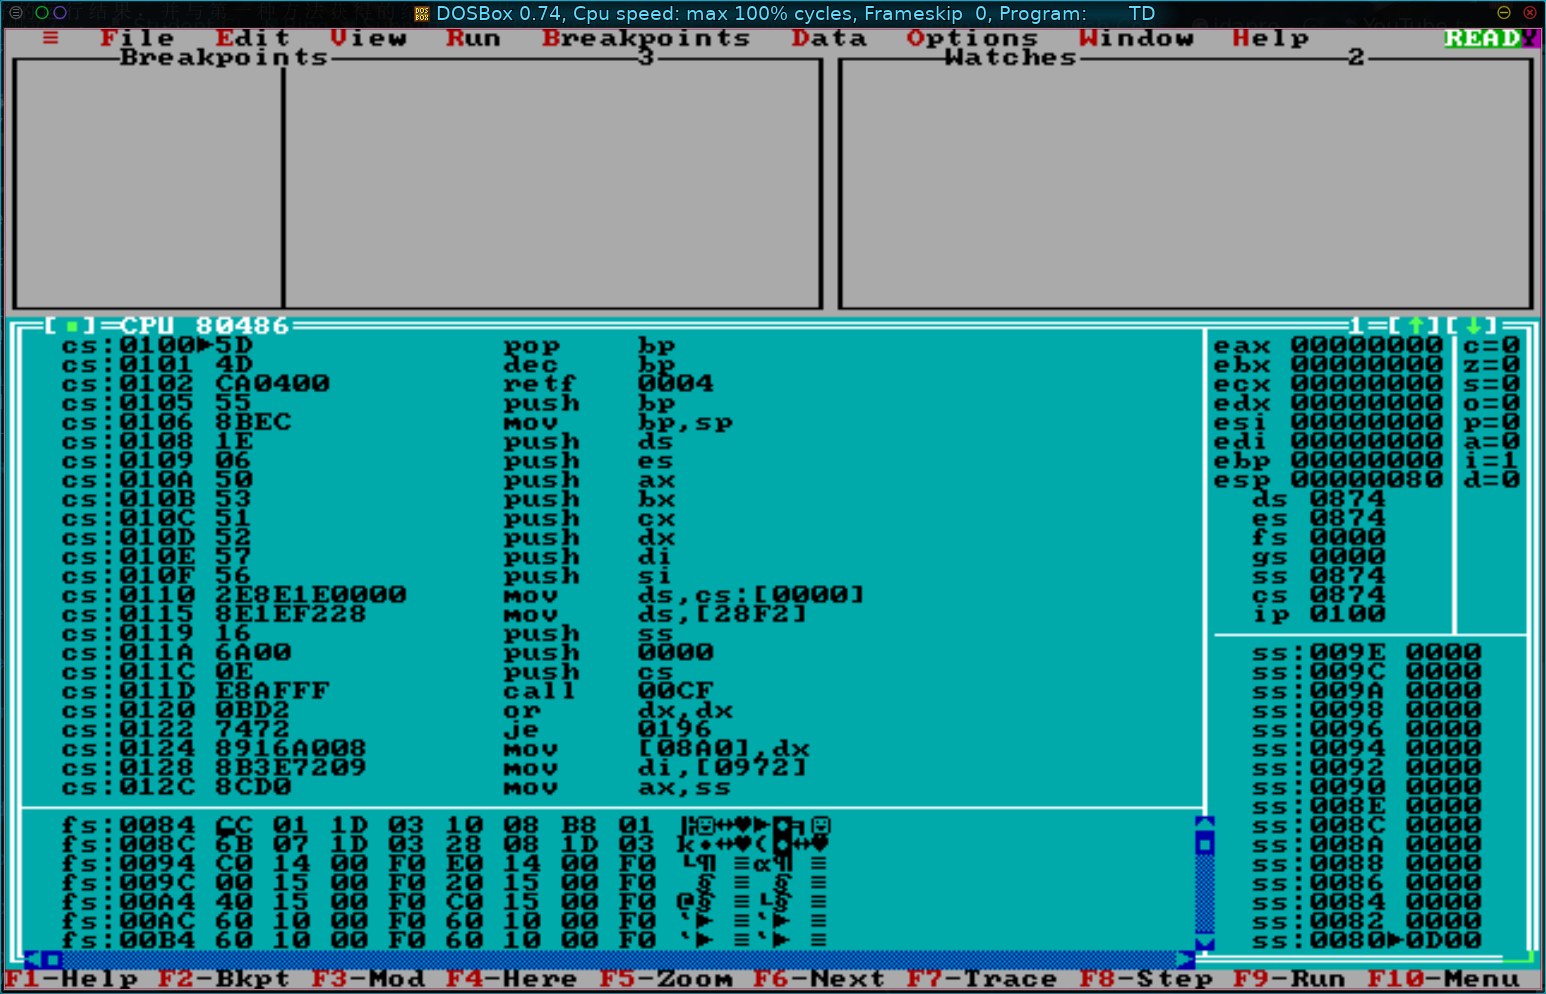 DOSBox 0.74, Cpu speed: max 100% cycles, Frameskip 0, Program: TD
≡ File Edit View Run Breakpoints Data Options Window Help READY
Breakpoints 3 Watches 2
[■]=CPU 80486 1=[↑][↓]
cs:0100►5D pop bp eax 00000000 c=0
cs:0101 4D dec bp ebx 00000000 z=0
cs:0102 CA0400 retf 0004 ecx 00000000 s=0
cs:0105 55 push bp edx 00000000 o=0
cs:0106 8BEC mov bp,sp esi 00000000 p=0
cs:0108 1E push ds edi 00000000 a=0
cs:0109 06 push es ebp 00000000 i=1
cs:010A 50 push ax esp 00000080 d=0
cs:010B 53 push bx ds 0874
cs:010C 51 push cx es 0874
cs:010D 52 push dx fs 0000
cs:010E 57 push di gs 0000
cs:010F 56 push si ss 0874
cs:0110 2E8E1E0000 mov ds,cs:[0000] cs 0874
cs:0115 8E1EF228 mov ds,[28F2] ip 0100
cs:0119 16 push ss
cs:011A 6A00 push 0000 ss:009E 0000
cs:011C 0E push cs ss:009C 0000
cs:011D E8AFFF call 00CF ss:009A 0000
cs:0120 0BD2 or dx,dx ss:0098 0000
cs:0122 7472 je 0196 ss:0096 0000
cs:0124 8916A008 mov [08A0],dx ss:0094 0000
cs:0128 8B3E7209 mov di,[0972] ss:0092 0000
cs:012C 8CD0 mov ax,ss ss:0090 0000
ss:008E 0000
fs:0084 CC 01 1D 03 10 08 B8 01 ╠☺↔♥►◘╕☺ ss:008C 0000
fs:008C 6B 07 1D 03 28 08 1D 03 k•↔♥(◘↔♥ ss:008A 0000
fs:0094 C0 14 00 F0 E0 14 00 F0 └¶ ≡α¶ ≡ ss:0088 0000
fs:009C 00 15 00 F0 20 15 00 F0 § ≡ § ≡ ss:0086 0000
fs:00A4 40 15 00 F0 C0 15 00 F0 @§ ≡└§ ≡ ss:0084 0000
fs:00AC 60 10 00 F0 60 10 00 F0 `► ≡`► ≡ ss:0082 0000
fs:00B4 60 10 00 F0 60 10 00 F0 `► ≡`► ≡ ss:0080►0D00
F1-Help F2-Bkpt F3-Mod F4-Here F5-Zoom F6-Next F7-Trace F8-Step F9-Run F10-Menu